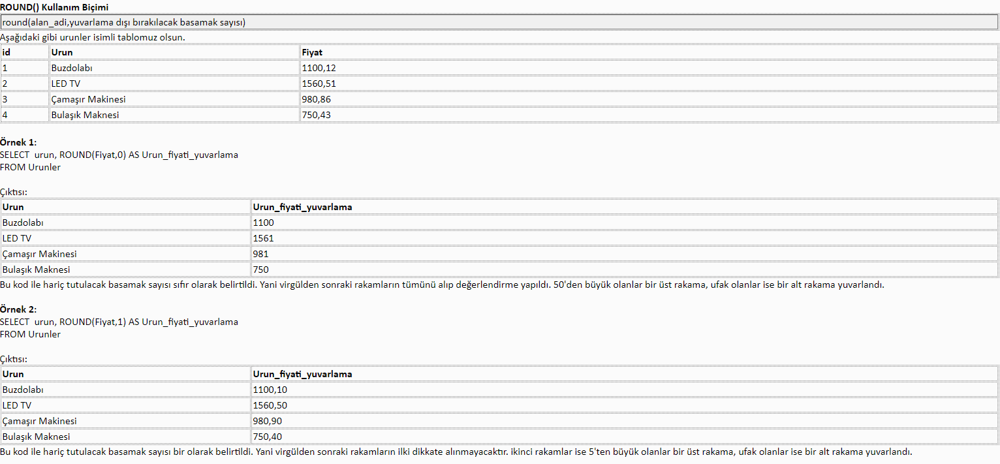 ROUND() Kullanım Biçimi
round(alan_adi,yuvarlama dışı bırakılacak basamak sayısı)
Aşağıdaki gibi urunler isimli tablomuz olsun.
id Urun Fiyat
1 Buzdolabı 1100,12
2 LED TV 1560,51
3 Çamaşır Makinesi 980,86
4 Bulaşık Maknesi 750,43
Örnek 1:
SELECT  urun, ROUND(Fiyat,0) AS Urun_fiyati_yuvarlama
FROM Urunler
Çıktısı:
Urun Urun_fiyati_yuvarlama
Buzdolabı 1100
LED TV 1561
Çamaşır Makinesi 981
Bulaşık Maknesi 750
Bu kod ile hariç tutulacak basamak sayısı sıfır olarak belirtildi. Yani virgülden sonraki rakamların tümünü alıp değerlendirme yapıldı. 50'den büyük olanlar bir üst rakama, ufak olanlar ise bir alt rakama yuvarlandı.
Örnek 2:
SELECT  urun, ROUND(Fiyat,1) AS Urun_fiyati_yuvarlama
FROM Urunler
Çıktısı:
Urun Urun_fiyati_yuvarlama
Buzdolabı 1100,10
LED TV 1560,50
Çamaşır Makinesi 980,90
Bulaşık Maknesi 750,40
Bu kod ile hariç tutulacak basamak sayısı bir olarak belirtildi. Yani virgülden sonraki rakamların ilki dikkate alınmayacaktır. ikinci rakamlar ise 5'ten büyük olanlar bir üst rakama, ufak olanlar ise bir alt rakama yuvarlandı.